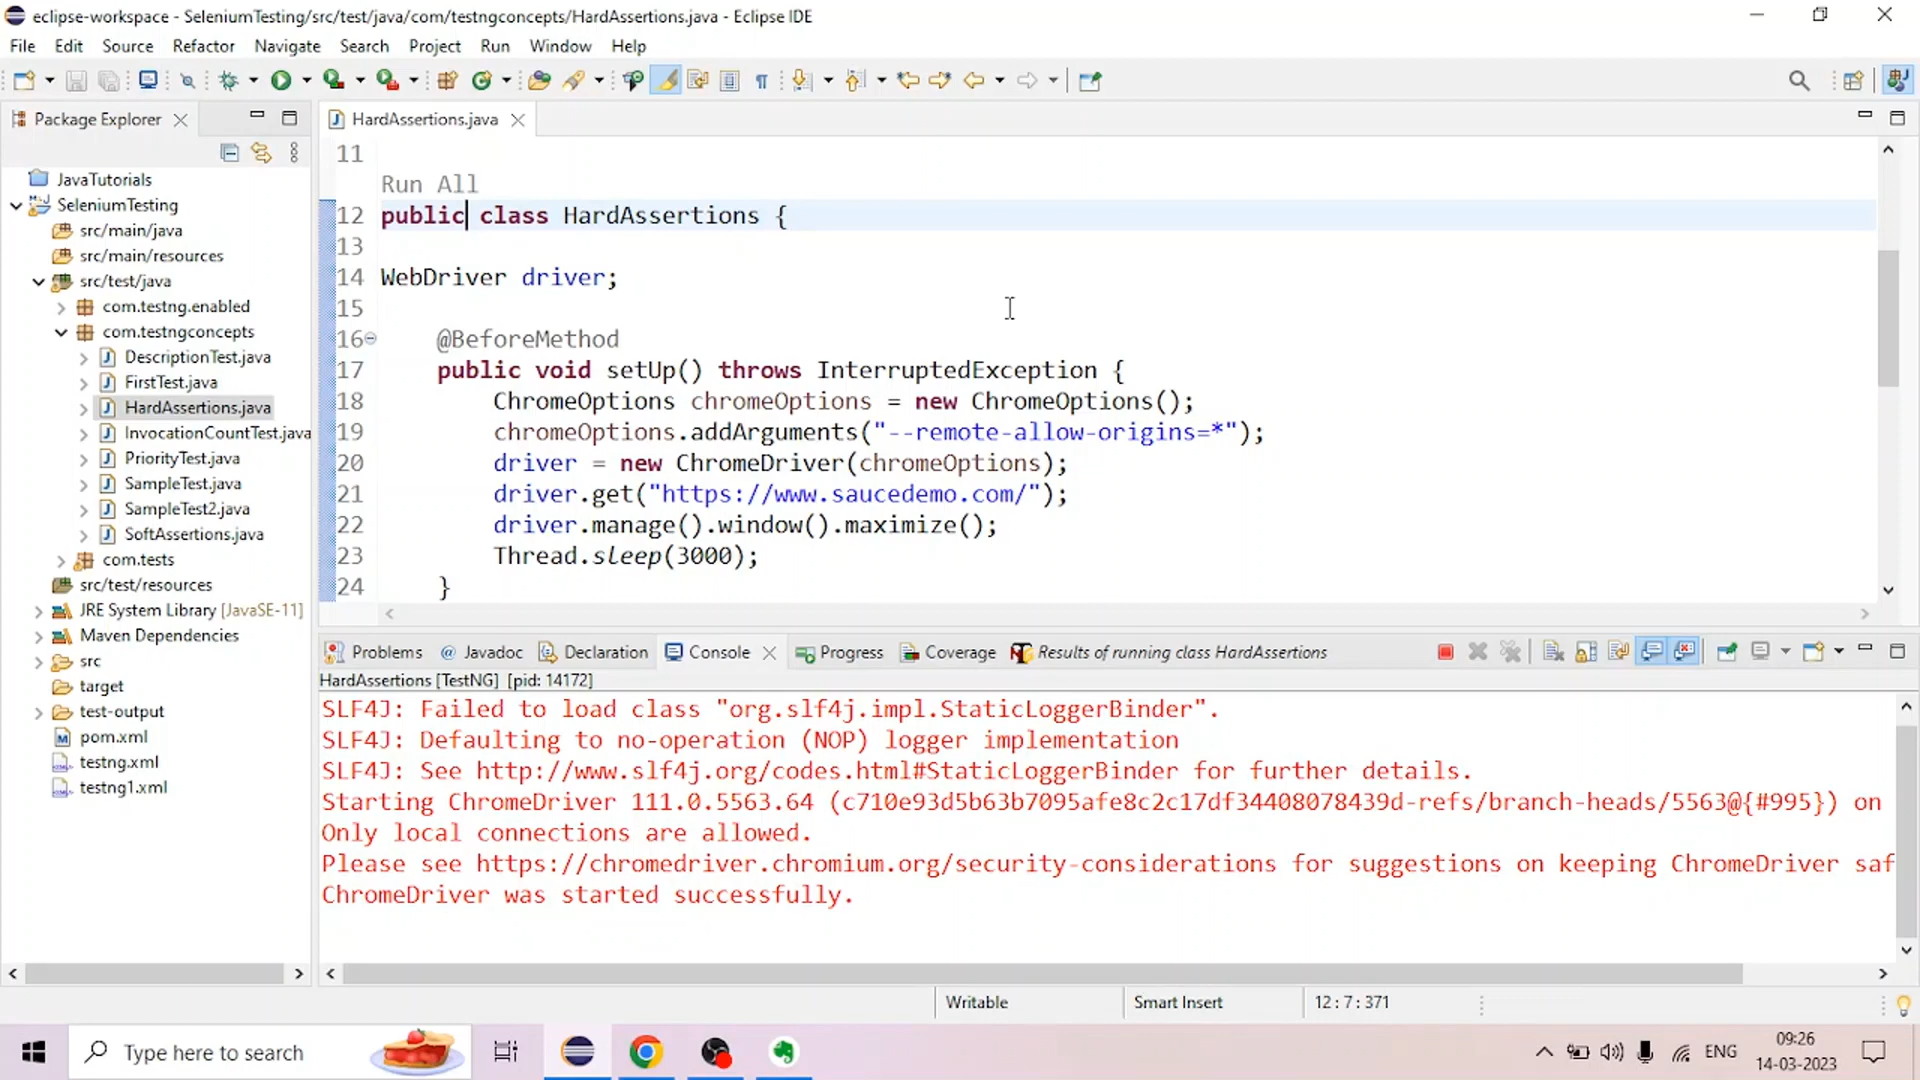 eclipse-workspace - SeleniumTesting/src/test/java/com/testngconcepts/HardAssertions.java - Eclipse IDE
File Edit Source Refactor Navigate Search Project Run Window Help
Package Explorer
HardAssertions.java
JavaTutorials
SeleniumTesting
src/main/java
src/main/resources
src/test/java
com.testng.enabled
com.testngconcepts
DescriptionTest.java
FirstTest.java
HardAssertions.java
InvocationCountTest.java
PriorityTest.java
SampleTest.java
SampleTest2.java
SoftAssertions.java
com.tests
src/test/resources
JRE System Library [JavaSE-11]
Maven Dependencies
src
target
test-output
pom.xml
testng.xml
testng1.xml
11
Run All
12 public class HardAssertions {
13
14 WebDriver driver;
15
16 @BeforeMethod
17 public void setUp() throws InterruptedException {
18 ChromeOptions chromeOptions = new ChromeOptions();
19 chromeOptions.addArguments("--remote-allow-origins=*");
20 driver = new ChromeDriver(chromeOptions);
21 driver.get("https://www.saucedemo.com/");
22 driver.manage().window().maximize();
23 Thread.sleep(3000);
24 }
Problems @ Javadoc Declaration Console Progress Coverage Results of running class HardAssertions
HardAssertions [TestNG] [pid: 14172]
SLF4J: Failed to load class "org.slf4j.impl.StaticLoggerBinder".
SLF4J: Defaulting to no-operation (NOP) logger implementation
SLF4J: See http://www.slf4j.org/codes.html#StaticLoggerBinder for further details.
Starting ChromeDriver 111.0.5563.64 (c710e93d5b63b7095afe8c2c17df34408078439d-refs/branch-heads/5563@{#995}) on
Only local connections are allowed.
Please see https://chromedriver.chromium.org/security-considerations for suggestions on keeping ChromeDriver saf
ChromeDriver was started successfully.
Writable Smart Insert 12 : 7 : 371
Type here to search
ENG
09:26
14-03-2023